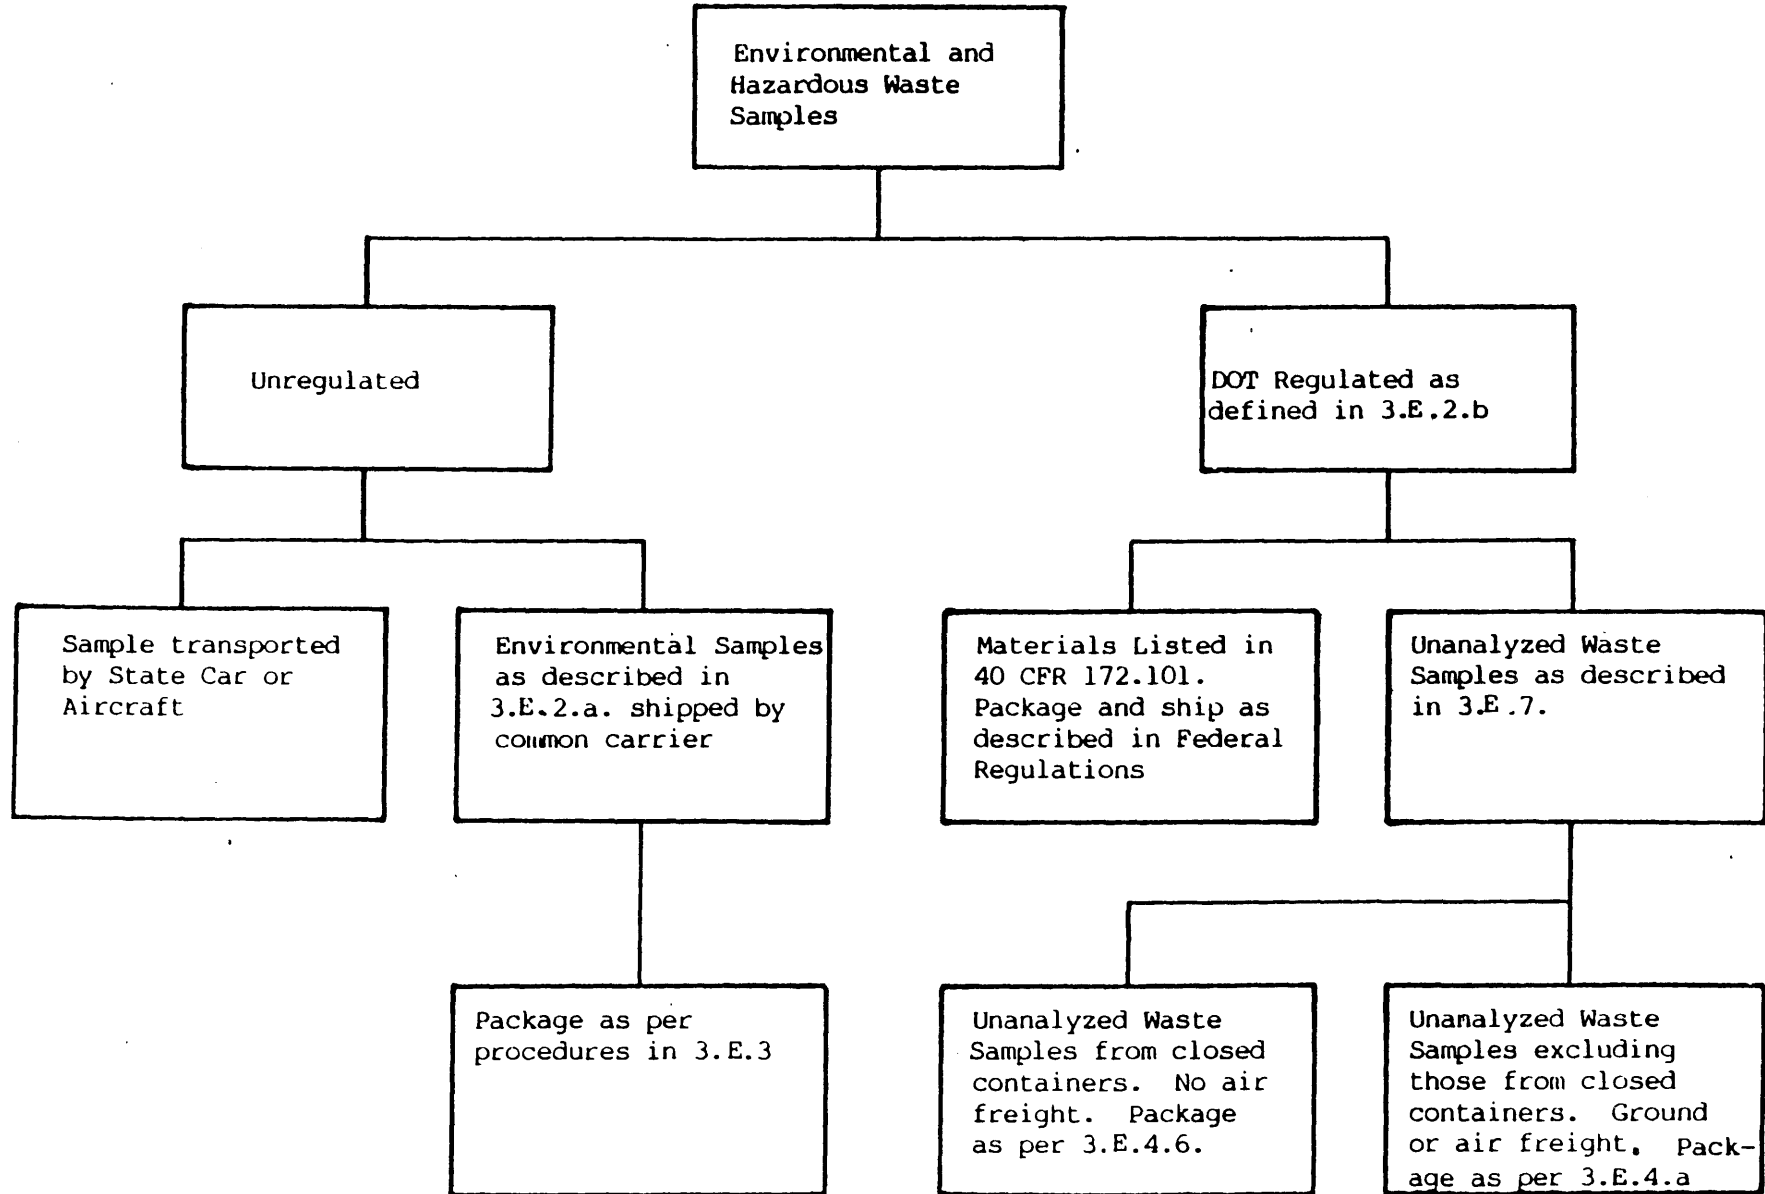 Environmental and
Hazardous Waste
Samples
Unregulated
DOT Regulated as
defined in 3.E.2.b
Sample transported
by State Car or
Aircraft
Environmental Samples
as described in
3.E.2.a. shipped by
common carrier
Materials Listed in
40 CFR 172.101.
Package and ship as
described in Federal
Regulations
Unanalyzed Waste
Samples as described
in 3.E.7.
Package as per
procedures in 3.E.3
Unanalyzed Waste
Samples from closed
containers. No air
freight. Package
as per 3.E.4.6.
Unanalyzed Waste
Samples excluding
those from closed
containers. Ground
or air freight. Pack-
age as per 3.E.4.a